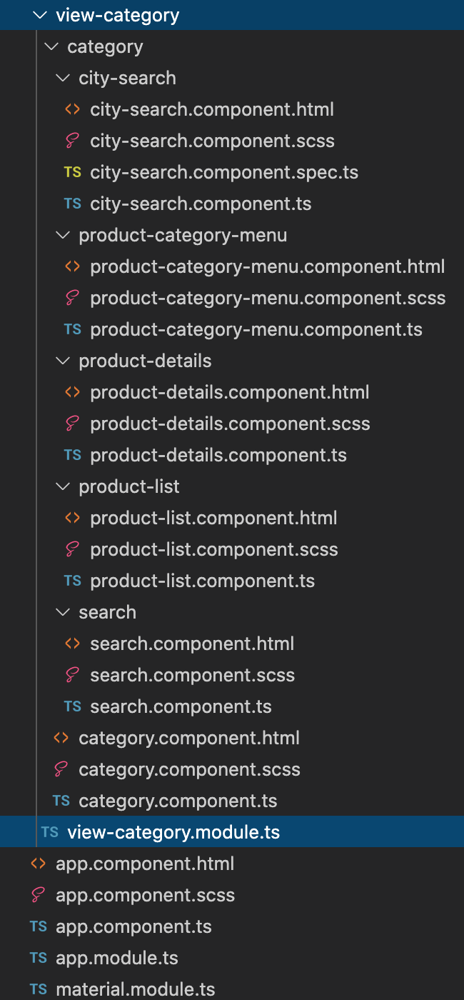 view-category
category
city-search
city-search.component.html
city-search.component.scss
TS city-search.component.spec.ts
TS city-search.component.ts
product-category-menu
product-category-menu.component.html
product-category-menu.component.scss
TS product-category-menu.component.ts
product-details
product-details.component.html
product-details.component.scss
TS product-details.component.ts
product-list
product-list.component.html
product-list.component.scss
TS product-list.component.ts
search
search.component.html
search.component.scss
TS search.component.ts
category.component.html
category.component.scss
TS category.component.ts
TS view-category.module.ts
app.component.html
app.component.scss
TS app.component.ts
TS app.module.ts
TS material.module.ts